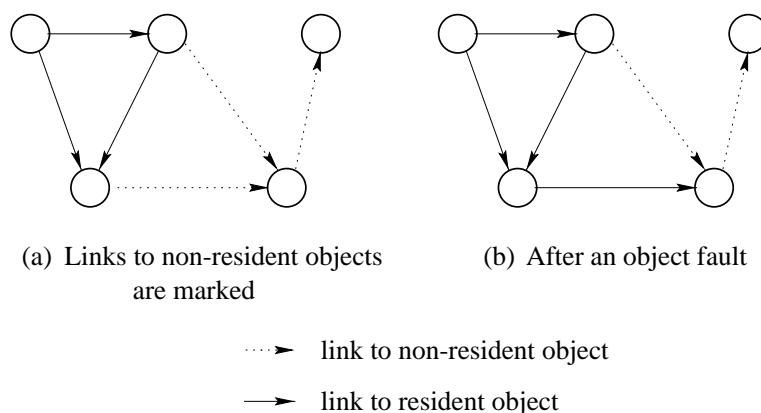 (a) Links to non-resident objects
are marked
(b) After an object fault
link to non-resident object
link to resident object